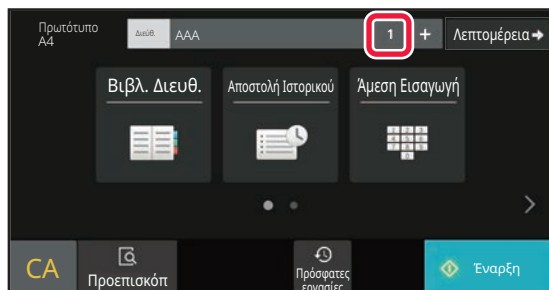 Πρωτότυπο
A4
Διεύθ. AAA 1 + Λεπτομέρεια
Βιβλ. Διευθ. Αποστολή Ιστορικού Άμεση Εισαγωγή
CA Προεπισκόπ Πρόσφατες Έναρξη
εργασίες